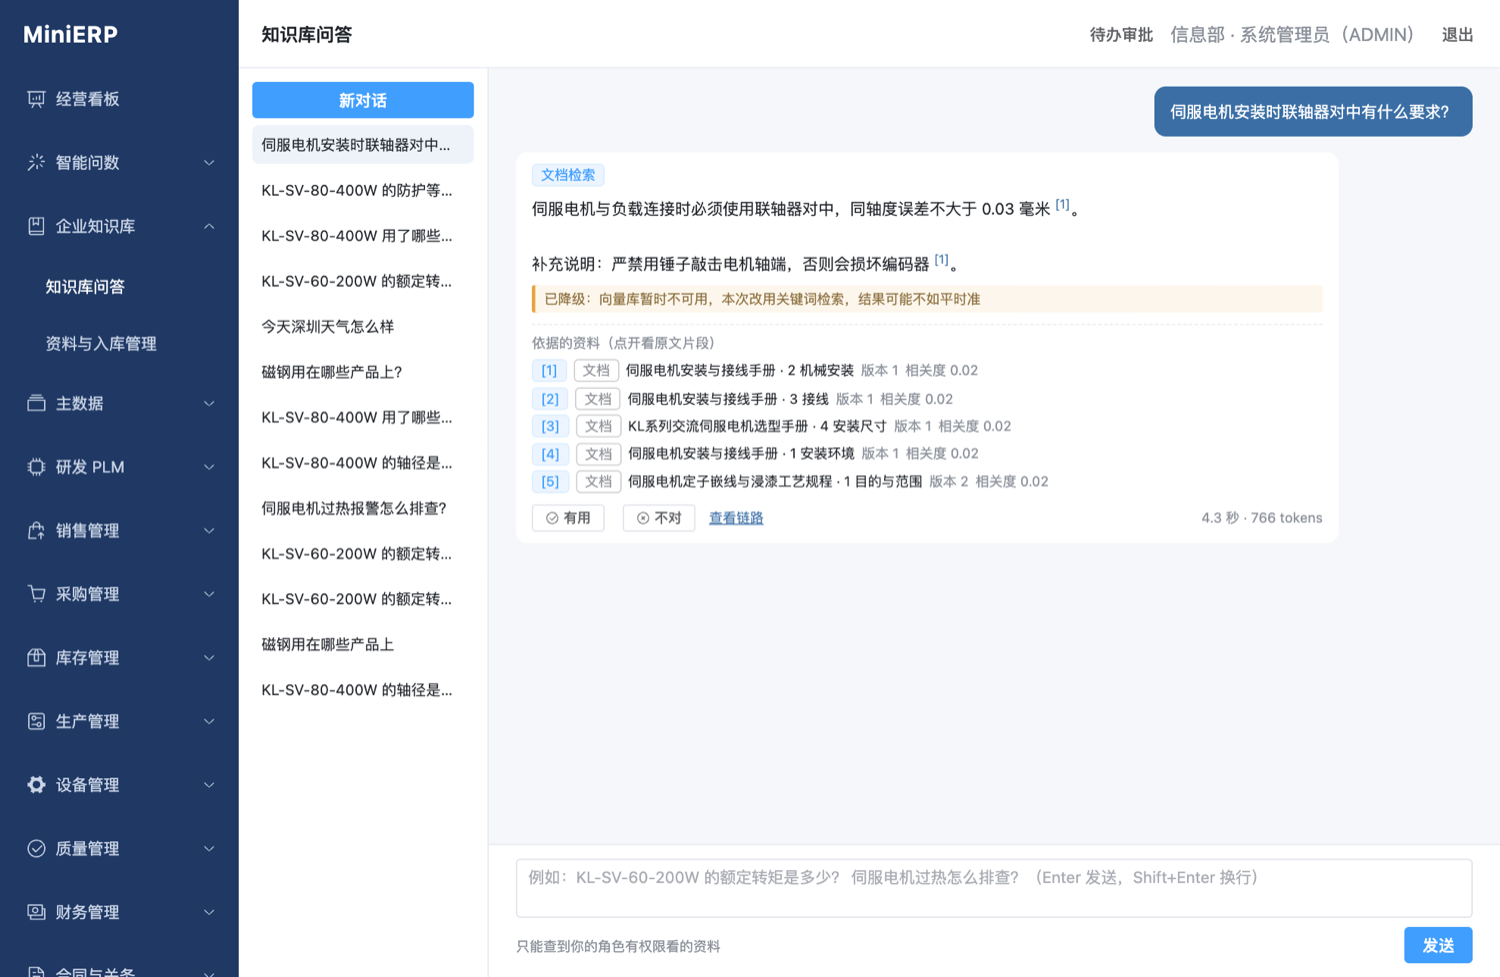 MiniERP
经营看板
智能问数
企业知识库
知识库问答
资料与入库管理
主数据
研发 PLM
销售管理
采购管理
库存管理
生产管理
设备管理
质量管理
财务管理
合同与关务
知识库问答
待办审批 信息部 · 系统管理员（ADMIN） 退出
新对话
伺服电机安装时联轴器对中...
KL-SV-80-400W 的防护等...
KL-SV-80-400W 用了哪些...
KL-SV-60-200W 的额定转...
今天深圳天气怎么样
磁钢用在哪些产品上?
KL-SV-80-400W 用了哪些...
KL-SV-80-400W 的轴径是...
伺服电机过热报警怎么排查?
KL-SV-60-200W 的额定转...
KL-SV-60-200W 的额定转...
磁钢用在哪些产品上
KL-SV-80-400W 的轴径是...
伺服电机安装时联轴器对中有什么要求?
文档检索
伺服电机与负载连接时必须使用联轴器对中，同轴度误差不大于 0.03 毫米 [1]。
补充说明：严禁用锤子敲击电机轴端，否则会损坏编码器 [1]。
已降级：向量库暂时不可用，本次改用关键词检索，结果可能不如平时准
依据的资料（点开看原文片段）
[1] 文档 伺服电机安装与接线手册 · 2 机械安装 版本 1 相关度 0.02
[2] 文档 伺服电机安装与接线手册 · 3 接线 版本 1 相关度 0.02
[3] 文档 KL系列交流伺服电机选型手册 · 4 安装尺寸 版本 1 相关度 0.02
[4] 文档 伺服电机安装与接线手册 · 1 安装环境 版本 1 相关度 0.02
[5] 文档 伺服电机定子嵌线与浸漆工艺规程 · 1 目的与范围 版本 2 相关度 0.02
有用 不对 查看链路 4.3 秒 · 766 tokens
例如：KL-SV-60-200W 的额定转矩是多少? 伺服电机过热怎么排查? （Enter 发送，Shift+Enter 换行）
只能查到你的角色有权限看的资料
发送